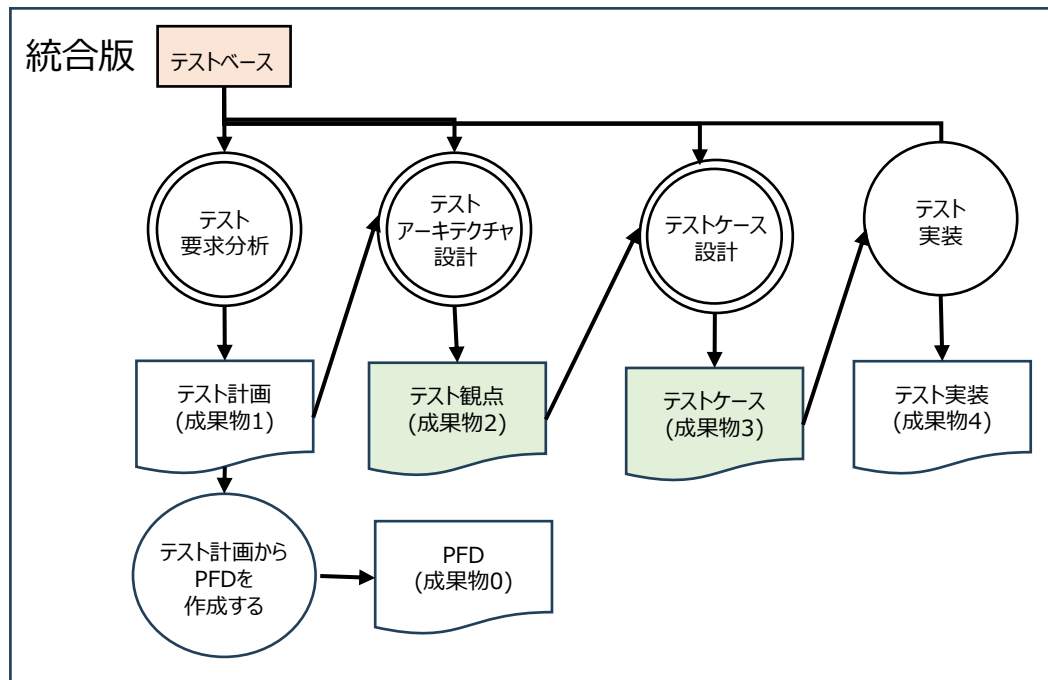 統合版
テストベース
テスト
要求分析
テスト
アーキテクチャ
設計
テストケース
設計
テスト
実装
テスト計画
(成果物1)
テスト観点
(成果物2)
テストケース
(成果物3)
テスト実装
(成果物4)
テスト計画から
PFDを
作成する
PFD
(成果物0)